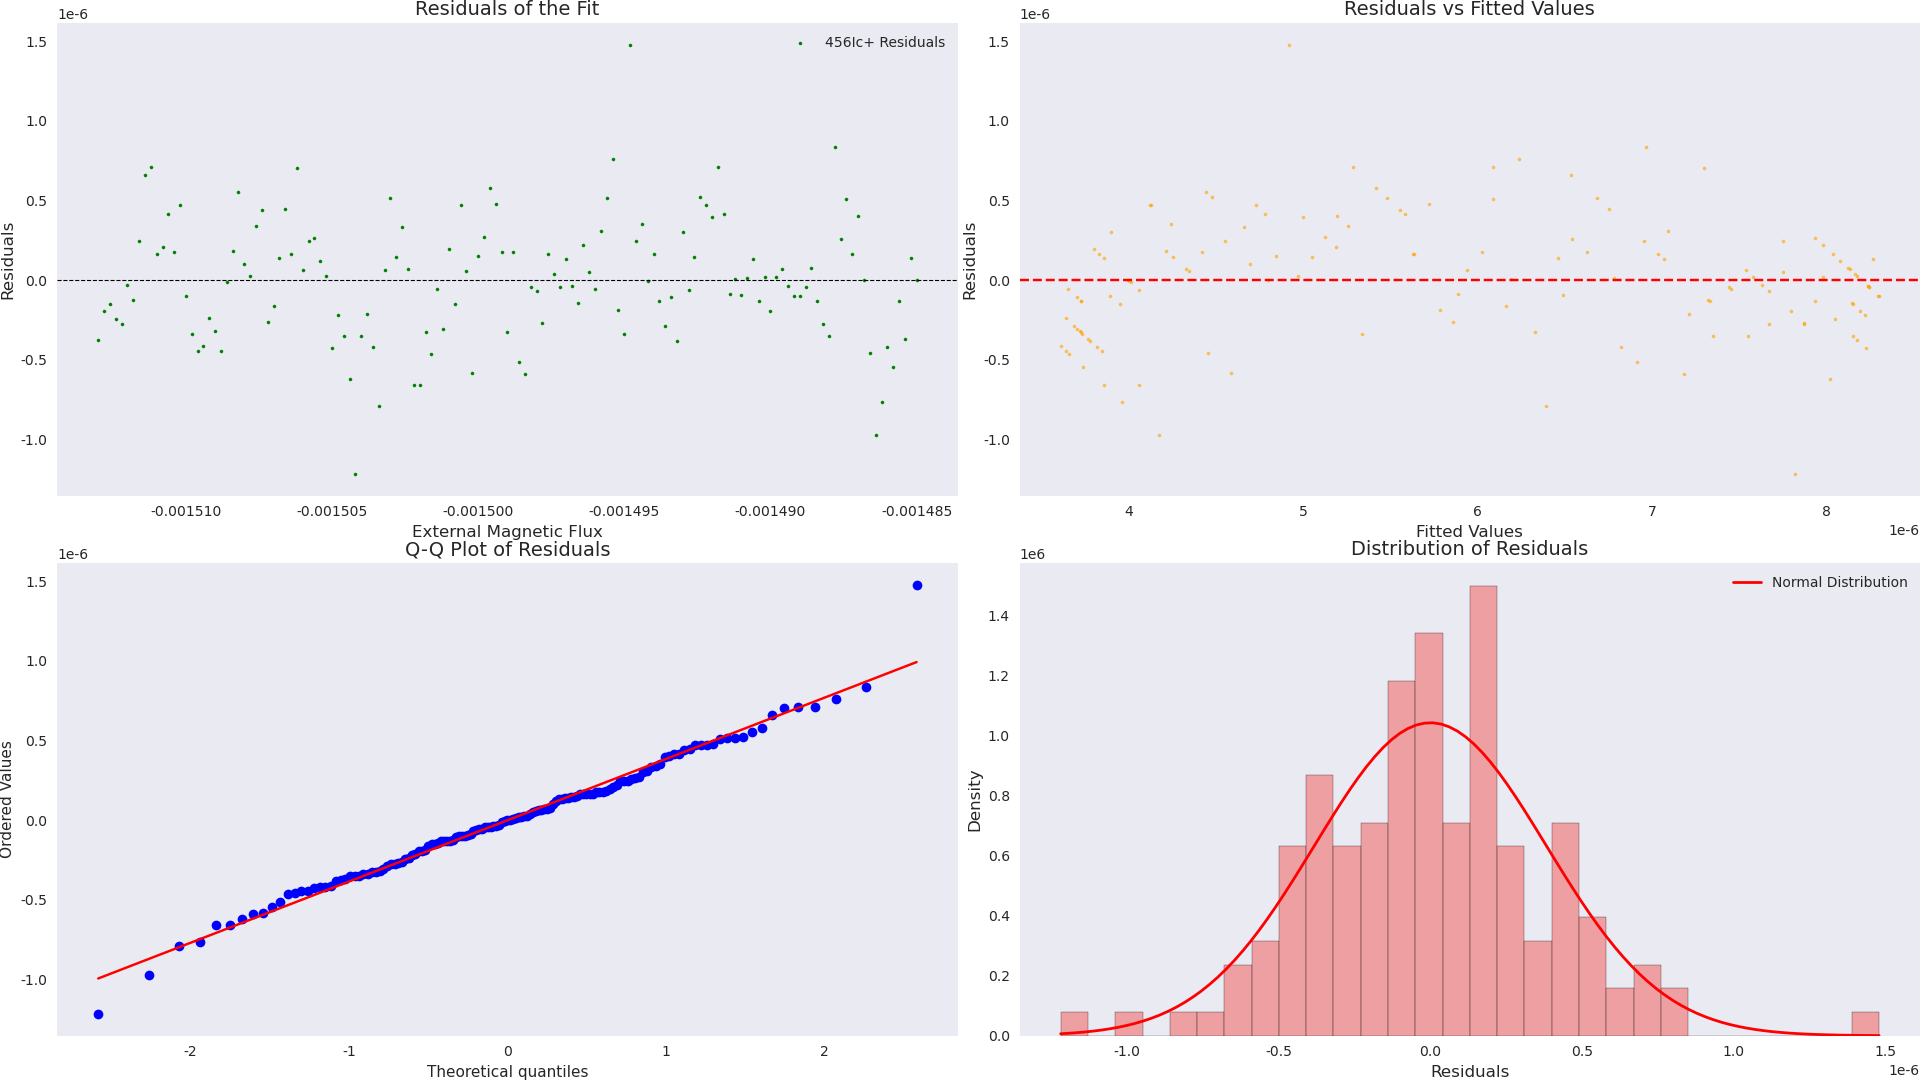 Residuals of the Fit
1e-6
1.5
1.0
0.5
0.0
-0.5
-1.0
Residuals
456Ic+ Residuals
-0.001510 -0.001505 -0.001500 -0.001495 -0.001490 -0.001485
External Magnetic Flux
Residuals vs Fitted Values
1e-6
1.5
1.0
0.5
0.0
-0.5
-1.0
Residuals
4 5 6 7 8
1e-6
Fitted Values
Q-Q Plot of Residuals
1e-6
1.5
1.0
0.5
0.0
-0.5
-1.0
Ordered Values
-2 -1 0 1 2
Theoretical quantiles
Distribution of Residuals
1e6
Normal Distribution
1.4
1.2
1.0
0.8
0.6
0.4
0.2
0.0
Density
-1.0 -0.5 0.0 0.5 1.0 1.5
1e-6
Residuals